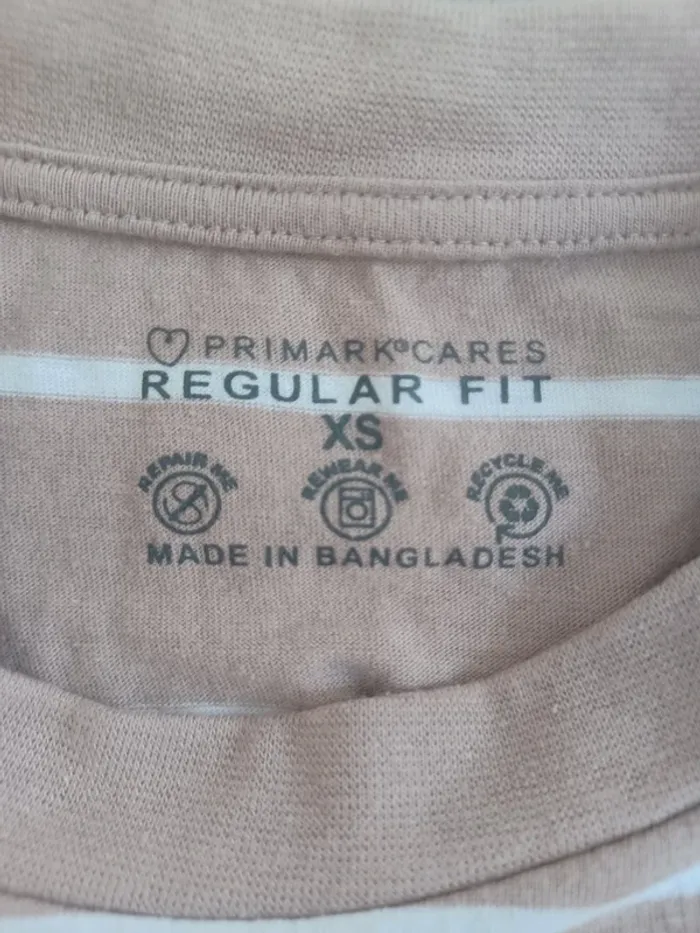 PRIMARK®CARES
REGULAR FIT
XS
REPAIR ME REWEAR ME RECYCLE ME
MADE IN BANGLADESH